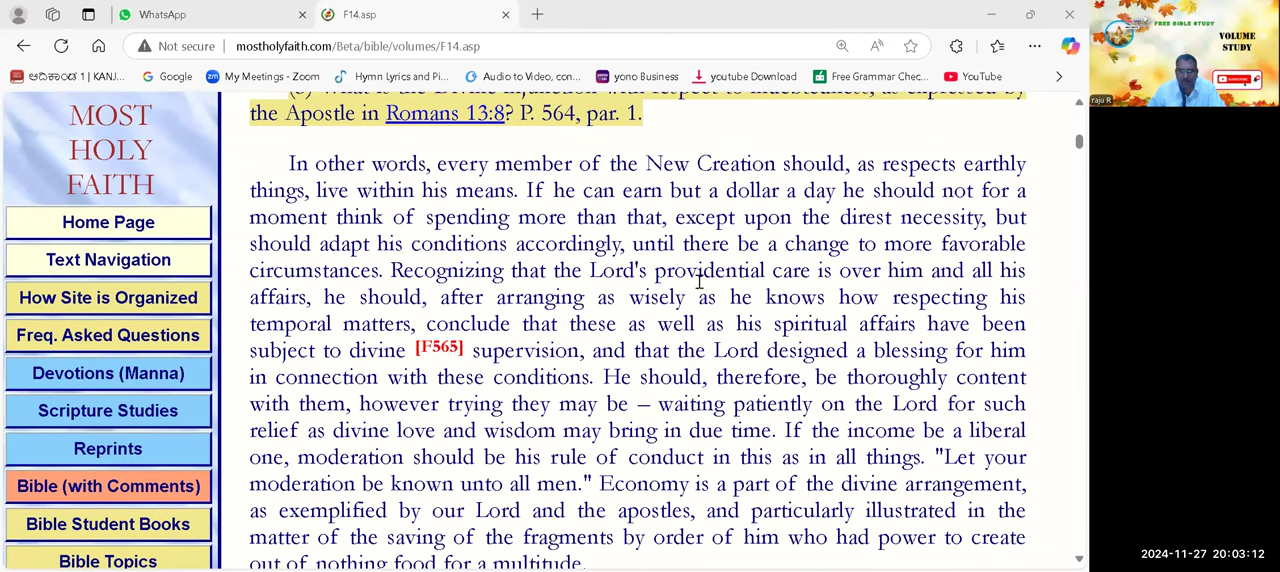 WhatsApp
F14.asp
Not secure
mostholyfaith.com/Beta/bible/volumes/F14.asp
ಆದಿಕಾಂಡ 1 | KANJ...
Google
My Meetings - Zoom
Hymn Lyrics and Pi...
Audio to Video, con...
yono Business
youtube Download
Free Grammar Chec...
YouTube
MOST
HOLY
FAITH
Home Page
Text Navigation
How Site is Organized
Freq. Asked Questions
Devotions (Manna)
Scripture Studies
Reprints
Bible (with Comments)
Bible Student Books
Bible Topics
the Apostle in Romans 13:8? P. 564, par. 1.
In other words, every member of the New Creation should, as respects earthly
things, live within his means. If he can earn but a dollar a day he should not for a
moment think of spending more than that, except upon the direst necessity, but
should adapt his conditions accordingly, until there be a change to more favorable
circumstances. Recognizing that the Lord's providential care is over him and all his
affairs, he should, after arranging as wisely as he knows how respecting his
temporal matters, conclude that these as well as his spiritual affairs have been
subject to divine [F565] supervision, and that the Lord designed a blessing for him
in connection with these conditions. He should, therefore, be thoroughly content
with them, however trying they may be – waiting patiently on the Lord for such
relief as divine love and wisdom may bring in due time. If the income be a liberal
one, moderation should be his rule of conduct in this as in all things. "Let your
moderation be known unto all men." Economy is a part of the divine arrangement,
as exemplified by our Lord and the apostles, and particularly illustrated in the
matter of the saving of the fragments by order of him who had power to create
out of nothing food for a multitude.
FREE BIBLE STUDY
VOLUME
STUDY
raju R
2024-11-27 20:03:12